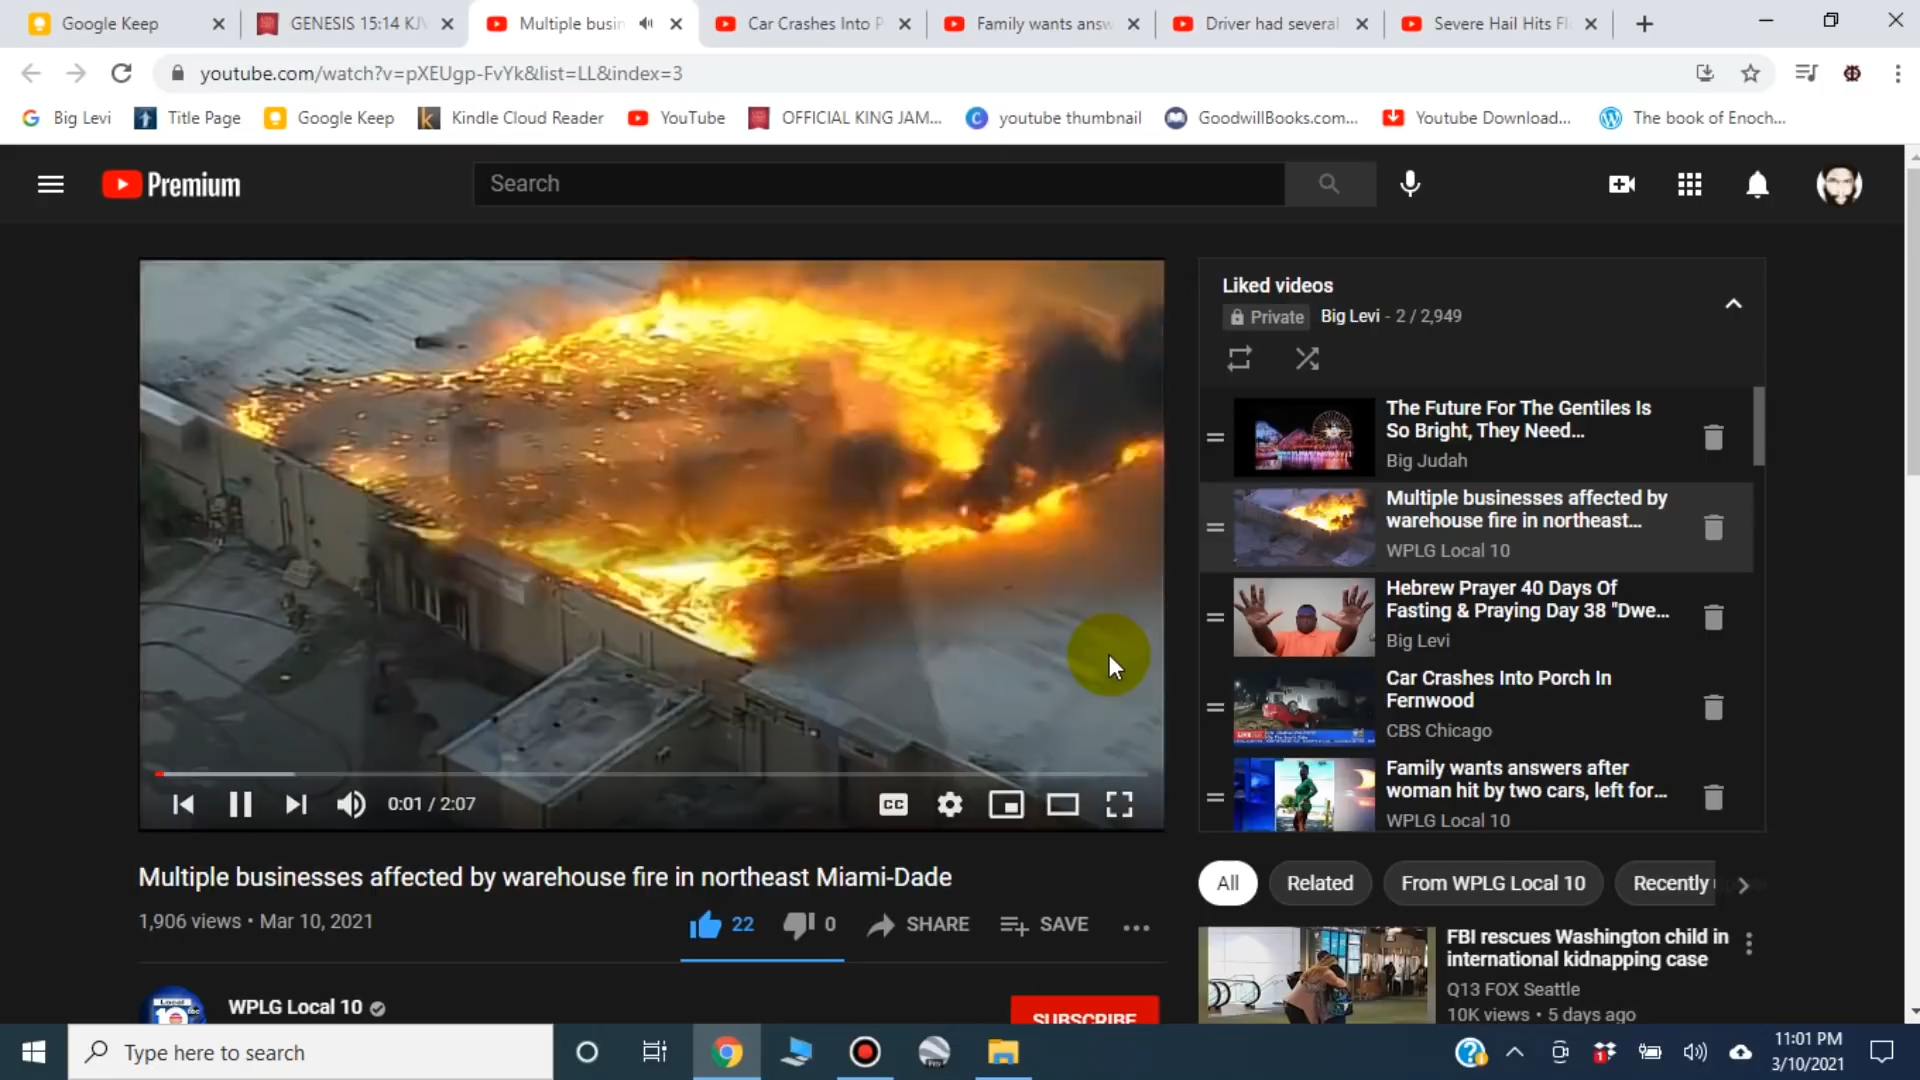 Google Keep
GENESIS 15:14 KJV
Multiple busin
Car Crashes Into P
Family wants answ
Driver had several
Severe Hail Hits Fl
youtube.com/watch?v=pXEUgp-FvYk&list=LL&index=3
Big Levi
Title Page
Google Keep
Kindle Cloud Reader
YouTube
OFFICIAL KING JAM...
youtube thumbnail
GoodwillBooks.com...
Youtube Download...
The book of Enoch...
Premium
Search
Liked videos
Private
Big Levi - 2 / 2,949
The Future For The Gentiles Is
So Bright, They Need...
Big Judah
Multiple businesses affected by
warehouse fire in northeast...
WPLG Local 10
Hebrew Prayer 40 Days Of
Fasting & Praying Day 38 "Dwe...
Big Levi
Car Crashes Into Porch In
Fernwood
CBS Chicago
Family wants answers after
woman hit by two cars, left for...
WPLG Local 10
0:01 / 2:07
CC
Multiple businesses affected by warehouse fire in northeast Miami-Dade
1,906 views • Mar 10, 2021
22
0
SHARE
SAVE
All
Related
From WPLG Local 10
Recently
FBI rescues Washington child in
international kidnapping case
Q13 FOX Seattle
10K views • 5 days ago
Local
10
WPLG Local 10
SUBSCRIBE
Type here to search
11:01 PM
3/10/2021